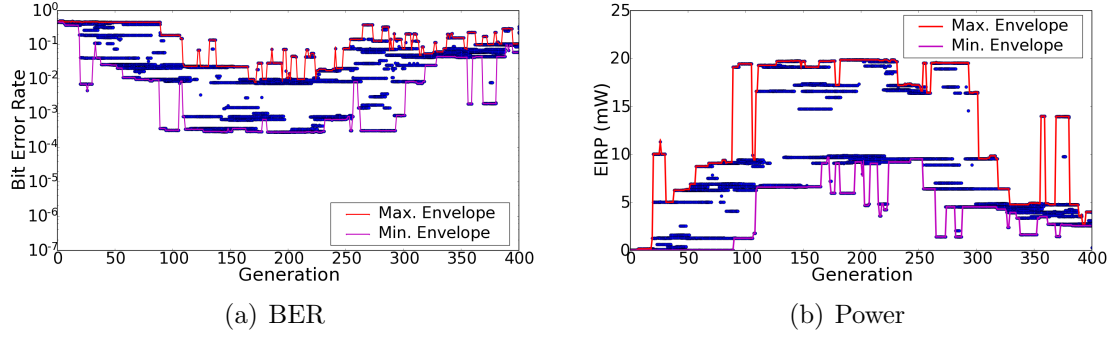 10^0
10^-1
10^-2
10^-3
10^-4
10^-5
10^-6
10^-7
Bit Error Rate
Max. Envelope
Min. Envelope
0 50 100 150 200 250 300 350 400
Generation
(a) BER
25
20
15
10
5
0
EIRP (mW)
Max. Envelope
Min. Envelope
0 50 100 150 200 250 300 350 400
Generation
(b) Power